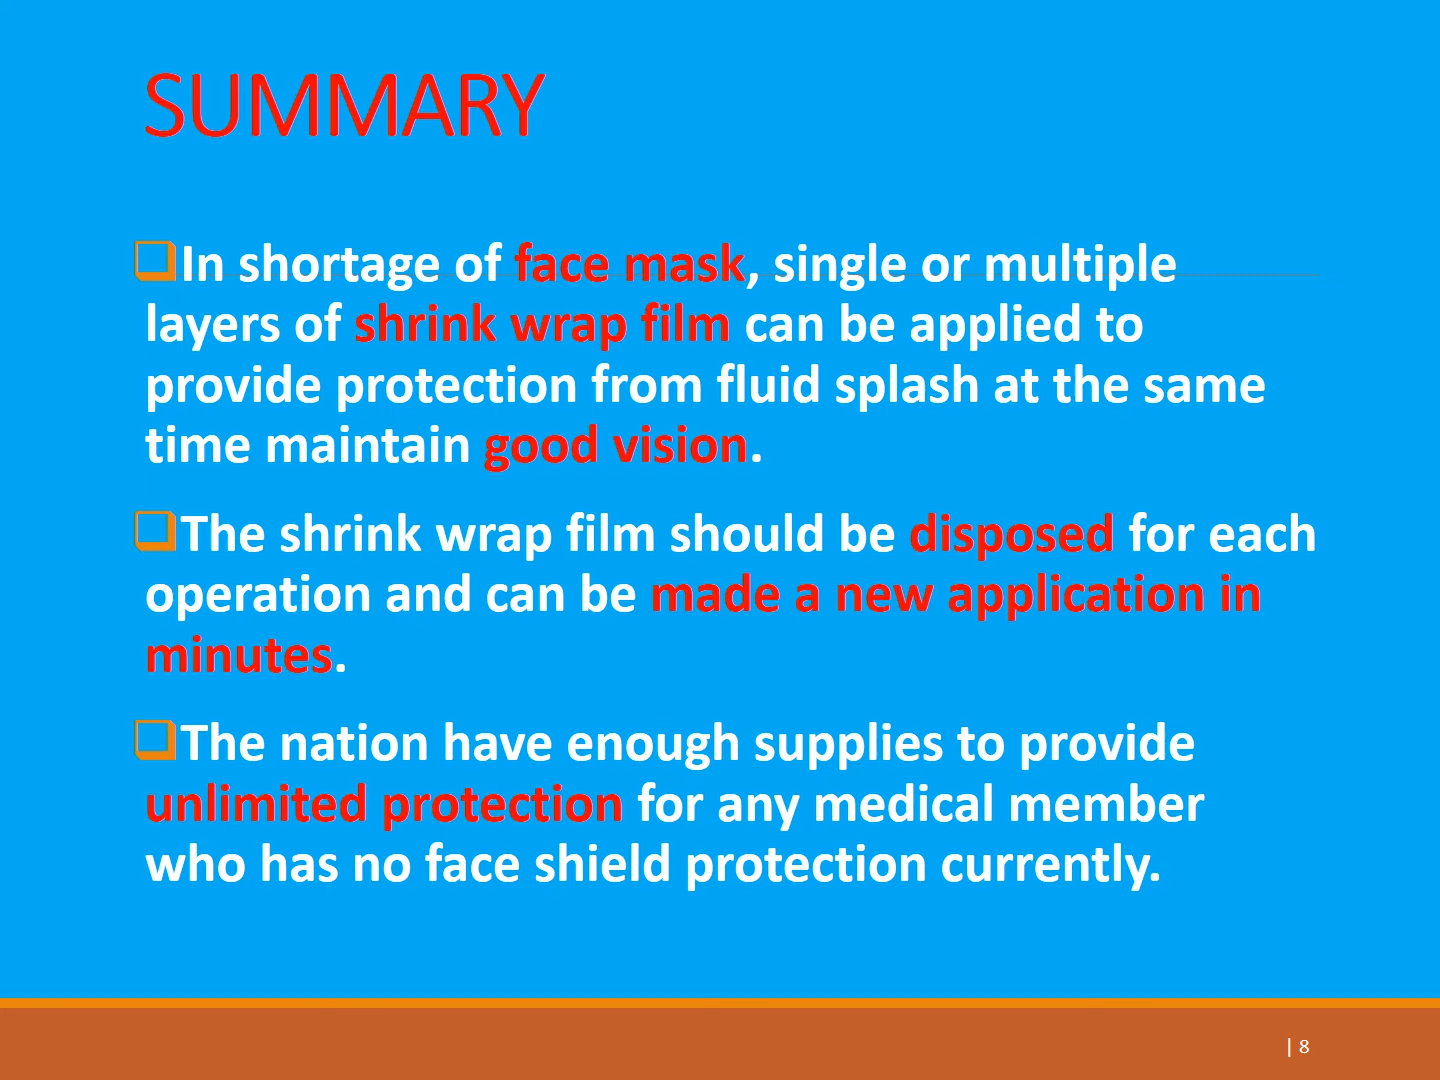 SUMMARY
❑In shortage of face mask, single or multiple
layers of shrink wrap film can be applied to
provide protection from fluid splash at the same
time maintain good vision.
❑The shrink wrap film should be disposed for each
operation and can be made a new application in
minutes.
❑The nation have enough supplies to provide
unlimited protection for any medical member
who has no face shield protection currently.
| 8